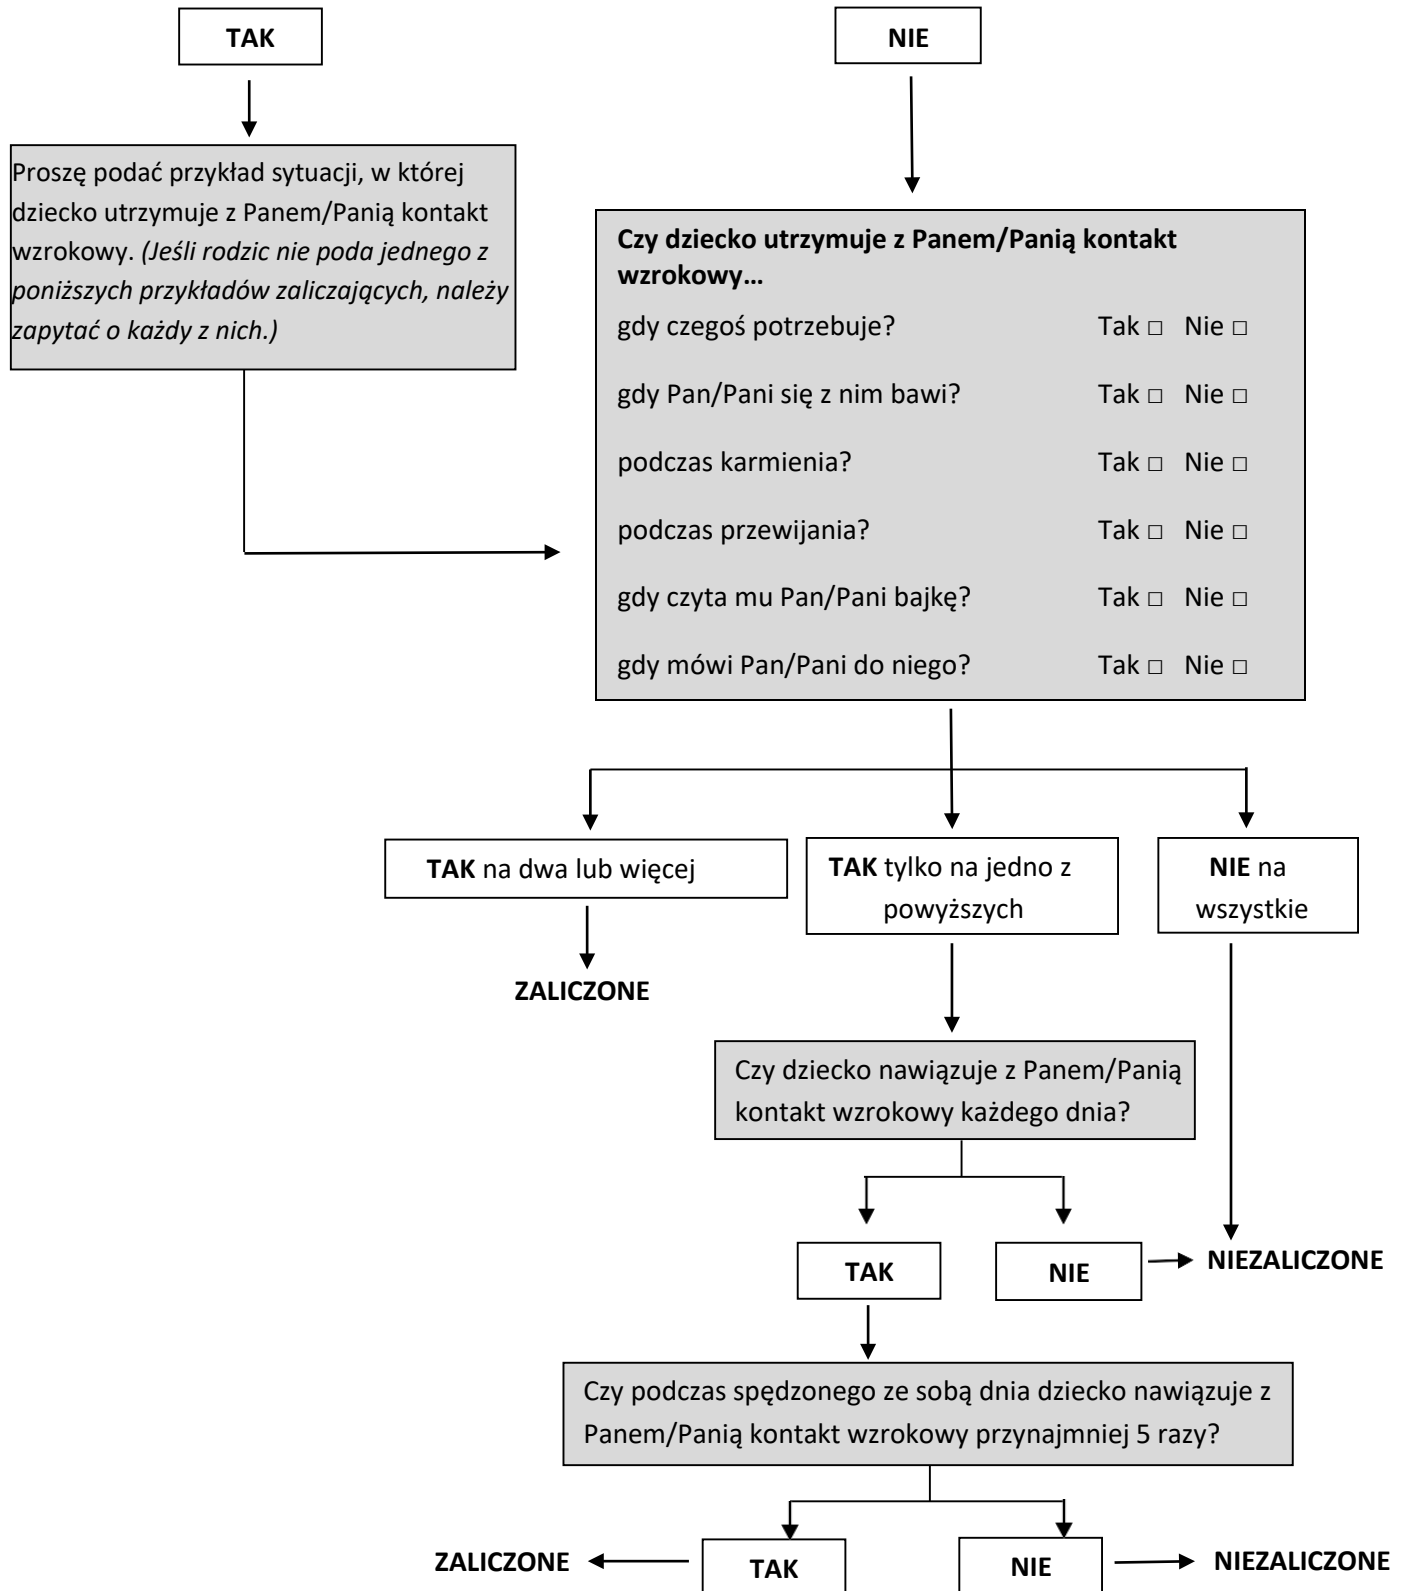 TAK
NIE
Proszę podać przykład sytuacji, w której
dziecko utrzymuje z Panem/Panią kontakt
wzrokowy. (Jeśli rodzic nie poda jednego z
poniższych przykładów zaliczających, należy
zapytać o każdy z nich.)
Czy dziecko utrzymuje z Panem/Panią kontakt
wzrokowy…
gdy czegoś potrzebuje? Tak □ Nie □
gdy Pan/Pani się z nim bawi? Tak □ Nie □
podczas karmienia? Tak □ Nie □
podczas przewijania? Tak □ Nie □
gdy czyta mu Pan/Pani bajkę? Tak □ Nie □
gdy mówi Pan/Pani do niego? Tak □ Nie □
TAK na dwa lub więcej
TAK tylko na jedno z
powyższych
NIE na
wszystkie
ZALICZONE
Czy dziecko nawiązuje z Panem/Panią
kontakt wzrokowy każdego dnia?
TAK
NIE
NIEZALICZONE
Czy podczas spędzonego ze sobą dnia dziecko nawiązuje z
Panem/Panią kontakt wzrokowy przynajmniej 5 razy?
ZALICZONE
TAK
NIE
NIEZALICZONE